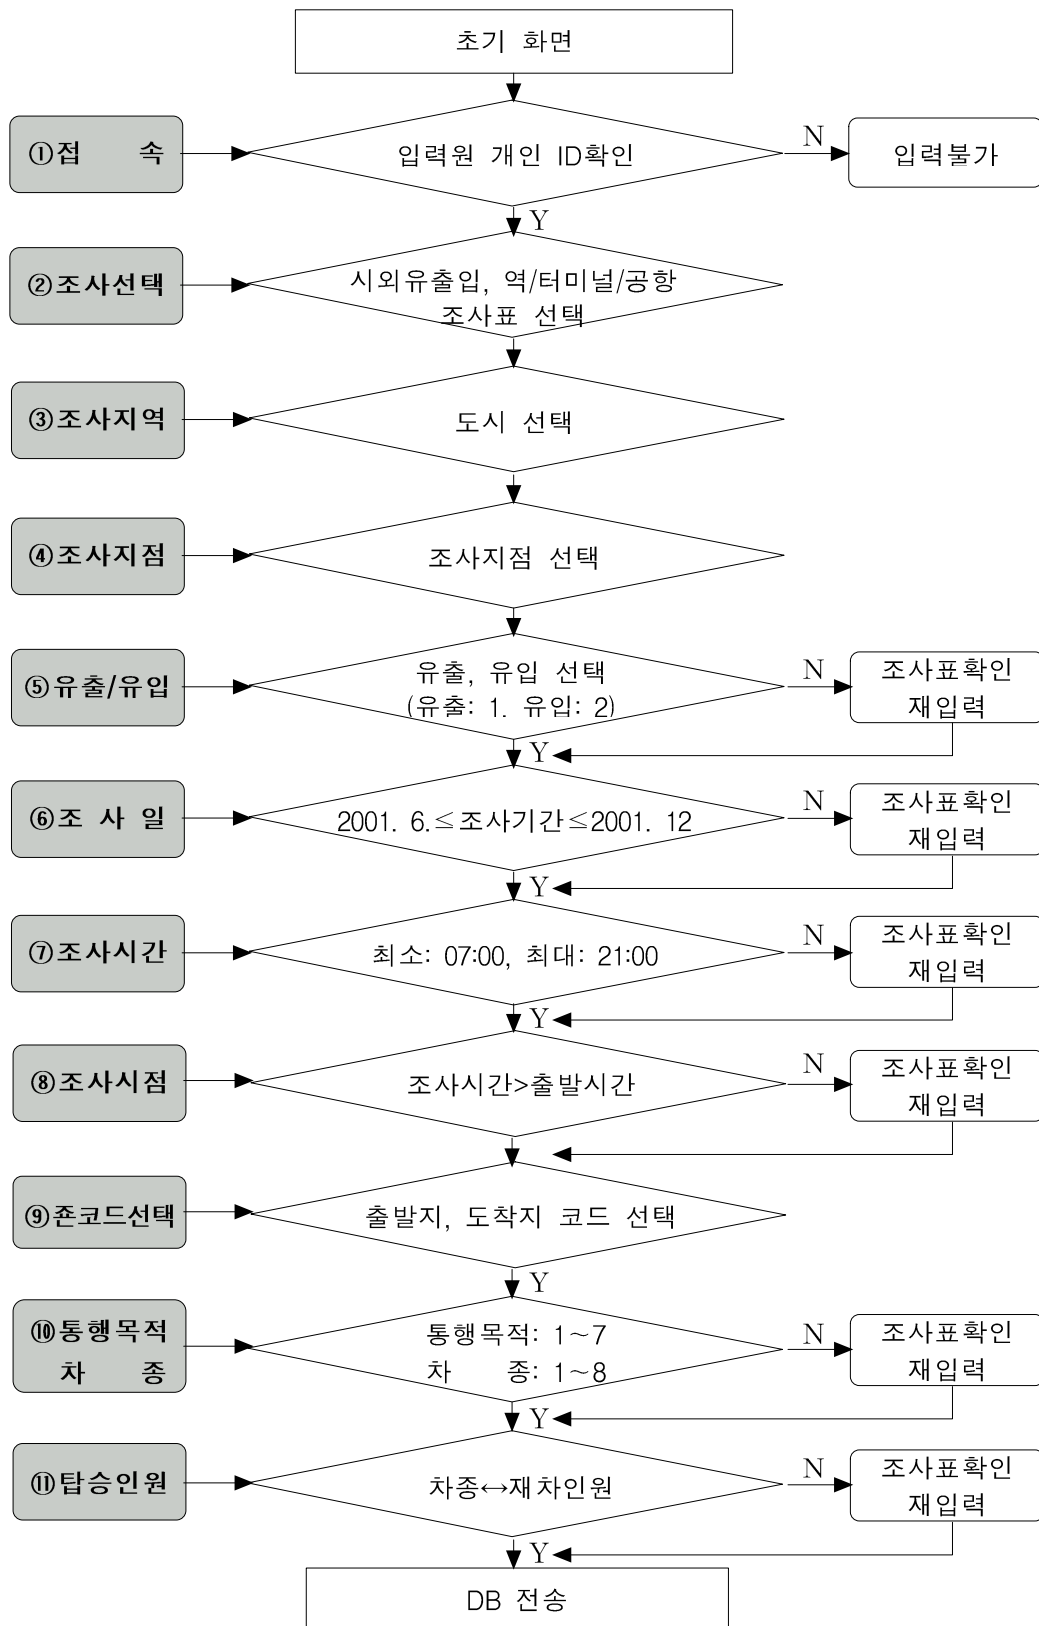 초기 화면
①접 속
입력원 개인 ID확인
N
입력불가
Y
②조사선택
시외유출입, 역/터미널/공항
조사표 선택
③조사지역
도시 선택
④조사지점
조사지점 선택
⑤유출/유입
유출, 유입 선택
(유출: 1. 유입: 2)
N
조사표확인
재입력
Y
⑥조 사 일
2001. 6.≤조사기간≤2001. 12
N
조사표확인
재입력
Y
⑦조사시간
최소: 07:00, 최대: 21:00
N
조사표확인
재입력
Y
⑧조사시점
조사시간>출발시간
N
조사표확인
재입력
⑨죤코드선택
출발지, 도착지 코드 선택
Y
⑩통행목적
차 종
통행목적: 1~7
차 종: 1~8
N
조사표확인
재입력
Y
⑪탑승인원
차종↔재차인원
N
조사표확인
재입력
Y
DB 전송